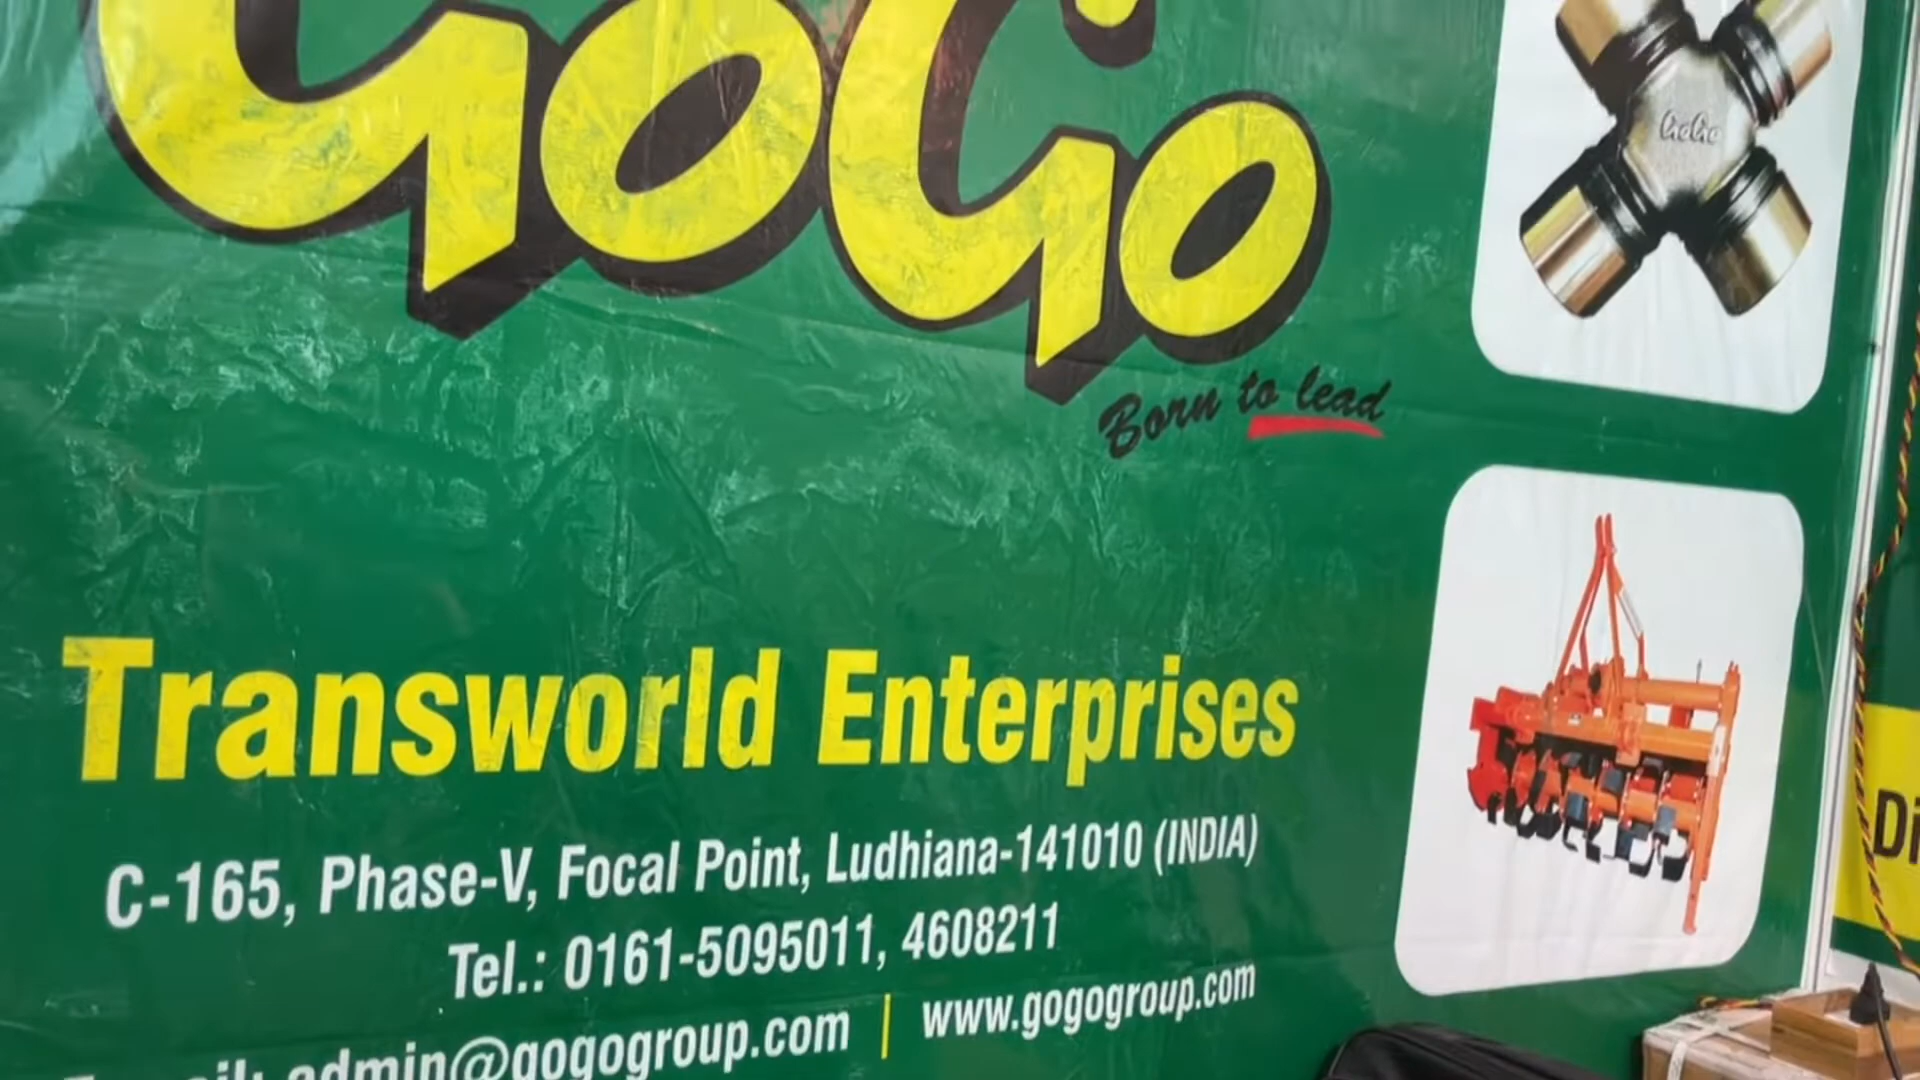 GoGo
GoGo
Born to lead
Transworld Enterprises
C-165, Phase-V, Focal Point, Ludhiana-141010 (INDIA)
Tel.: 0161-5095011, 4608211
admin@gogogroup.com | www.gogogroup.com